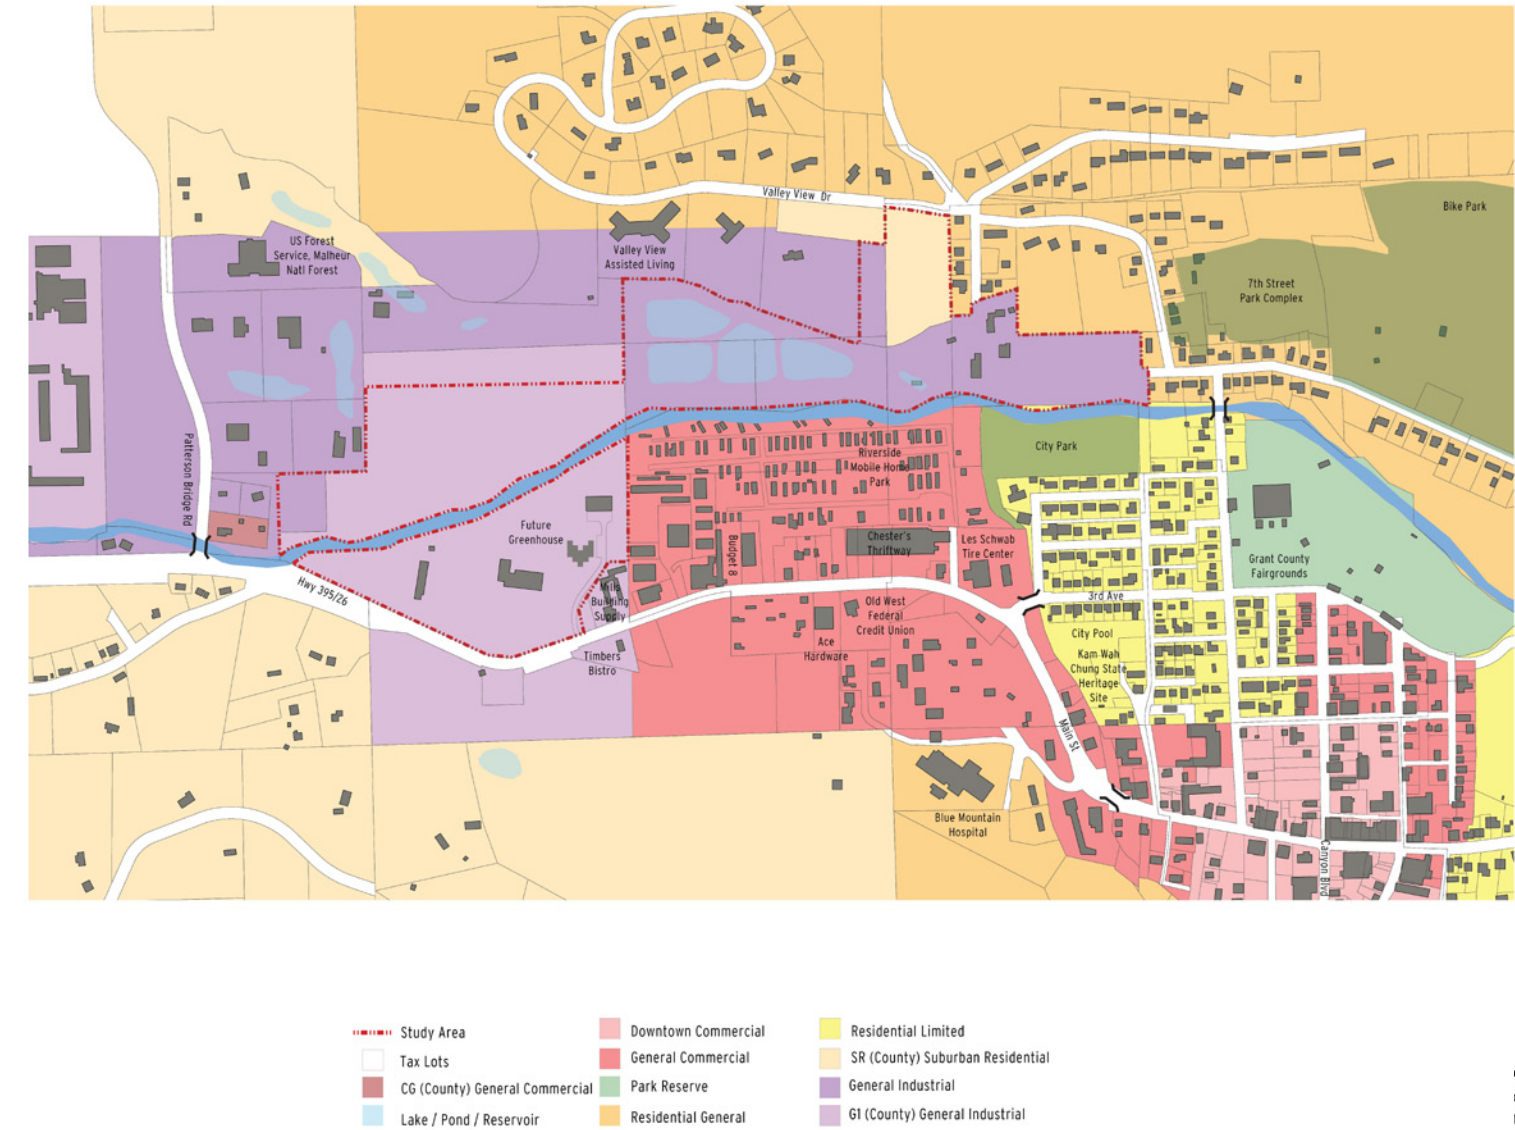 Valley View Dr
Bike Park
US Forest
Service, Malheur
Natl Forest
Valley View
Assisted Living
7th Street
Park Complex
Patterson Bridge Rd
City Park
Riverside
Mobile Home
Park
Future
Greenhouse
Budget 8
Chester's
Thriftway
Les Schwab
Tire Center
Grant County
Fairgrounds
Hwy 395/26
Mills
Building
Supply
3rd Ave
Old West
Federal
Credit Union
Ace
Hardware
City Pool
Kam Wah
Chung State
Heritage
Site
Timbers
Bistro
Main St
Blue Mountain
Hospital
Canyon Blvd
Study Area
Tax Lots
CG (County) General Commercial
Lake / Pond / Reservoir
Downtown Commercial
General Commercial
Park Reserve
Residential General
Residential Limited
SR (County) Suburban Residential
General Industrial
G1 (County) General Industrial